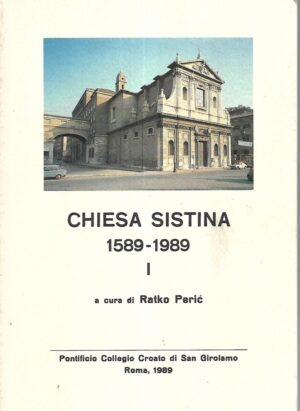 CHIESA SISTINA
1589-1989
I
a cura di Ratko Perić
Pontificio Collegio Croato di San Girolamo
Roma, 1989